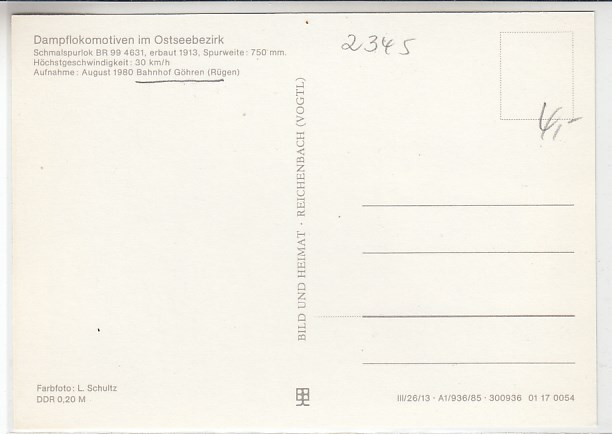 Dampflokomotiven im Ostseebezirk
Schmalspurlok BR 99 4631, erbaut 1913, Spurweite: 750 mm.
Höchstgeschwindigkeit: 30 km/h
Aufnahme: August 1980 Bahnhof Göhren (Rügen)
2345
4,-
BILD UND HEIMAT · REICHENBACH (VOGTL)
Farbfoto: L. Schultz
DDR 0,20 M
III/26/13 · A1/936/85 · 300936 01 17 0054